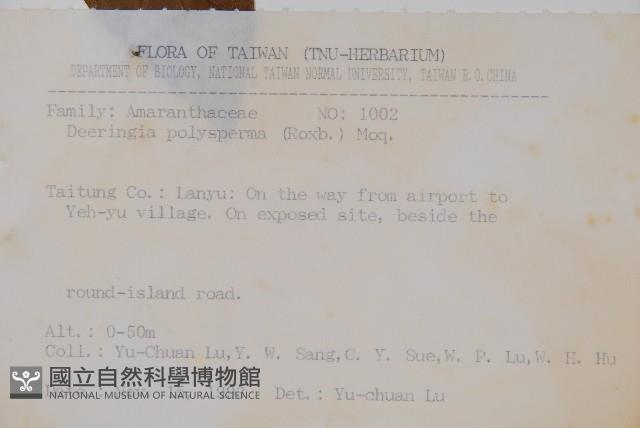 FLORA OF TAIWAN (TNU-HERBARIUM)
DEPARTMENT OF BIOLOGY, NATIONAL TAIWAN NORMAL UNIVERSITY, TAIWAN R.O.CHINA
Family: Amaranthaceae NO: 1002
Deeringia polysperma (Roxb.) Moq.
Taitung Co.: Lanyu: On the way from airport to
Yeh-yu village. On exposed site, beside the
round-island road.
Alt.: 0-50m
Coll.: Yu-Chuan Lu,Y. W. Sang,C. Y. Sue,W. P. Lu,W. H. Hu
Det.: Yu-chuan Lu
國立自然科學博物館
NATIONAL MUSEUM OF NATURAL SCIENCE